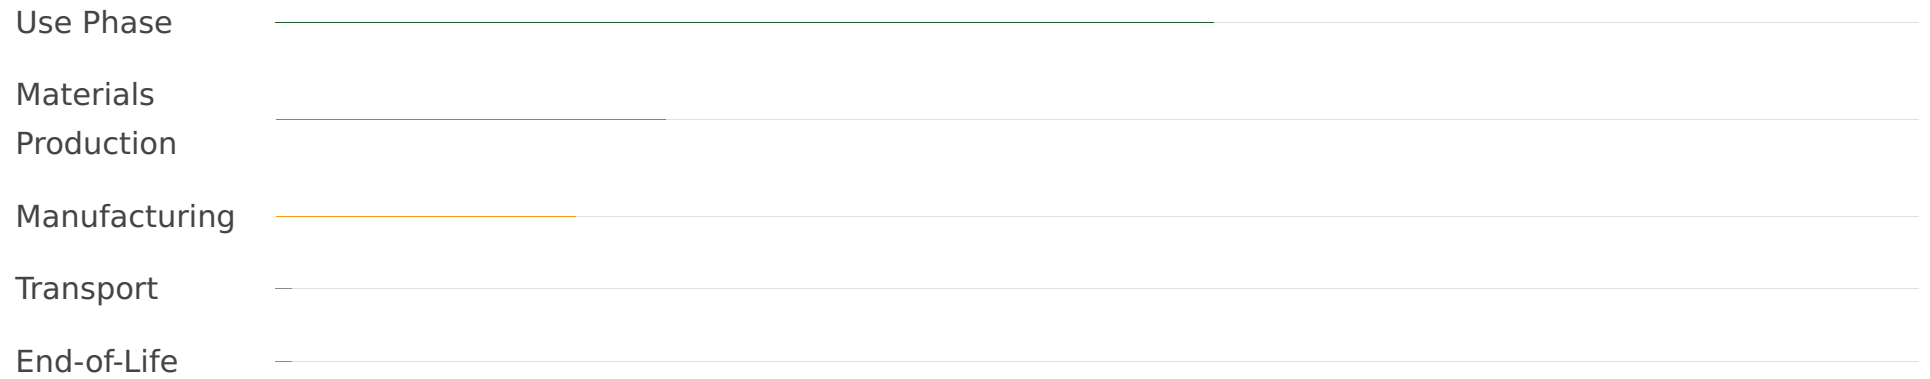 Use Phase
Materials
Production
Manufacturing
Transport
End-of-Life